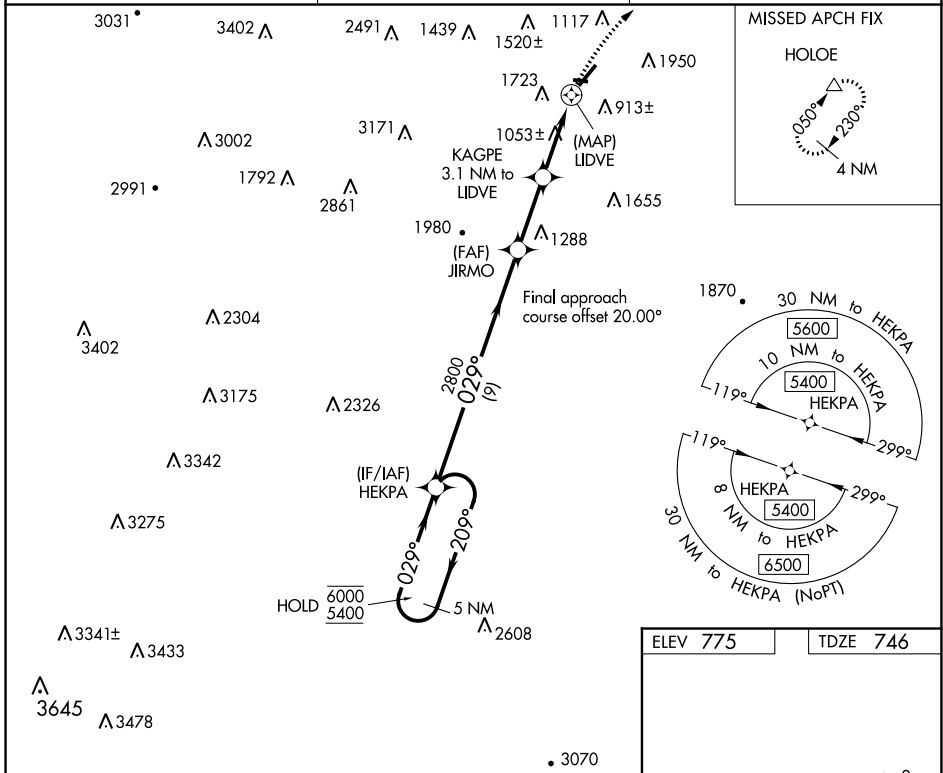 3031
3402
2491
1439
1520±
1117
MISSED APCH FIX
HOLOE
050°
230°
4 NM
1950
1723
913±
3002
3171
1053±
(MAP)
LIDVE
KAGPE
3.1 NM to
LIDVE
2991
1792
2861
1655
1980
1288
(FAF)
JIRMO
Final approach
course offset 20.00°
1870
30 NM to HEKPA
5600
10 NM to HEKPA
5400
HEKPA
119°
299°
2304
3402
2800
029°
(9)
3175
2326
119°
299°
HEKPA
5400
8 NM to HEKPA
6500
30 NM to HEKPA (NoPT)
3342
(IF/IAF)
HEKPA
3275
029°
209°
HOLD 6000
5400
5 NM
2608
3341±
3433
3645
3478
3070
ELEV 775
TDZE 746